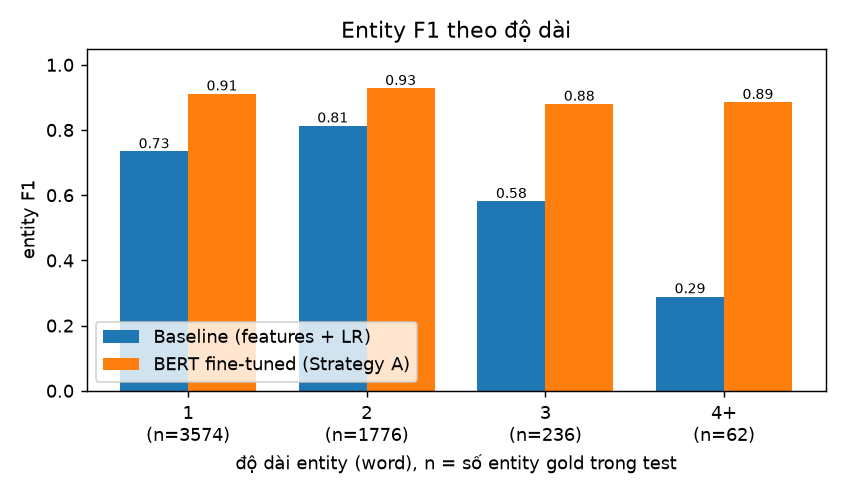 Entity F1 theo độ dài
entity F1
1.0
0.8
0.6
0.4
0.2
0.0
0.73
0.91
0.81
0.93
0.58
0.88
0.29
0.89
Baseline (features + LR)
BERT fine-tuned (Strategy A)
1
(n=3574)
2
(n=1776)
3
(n=236)
4+
(n=62)
độ dài entity (word), n = số entity gold trong test